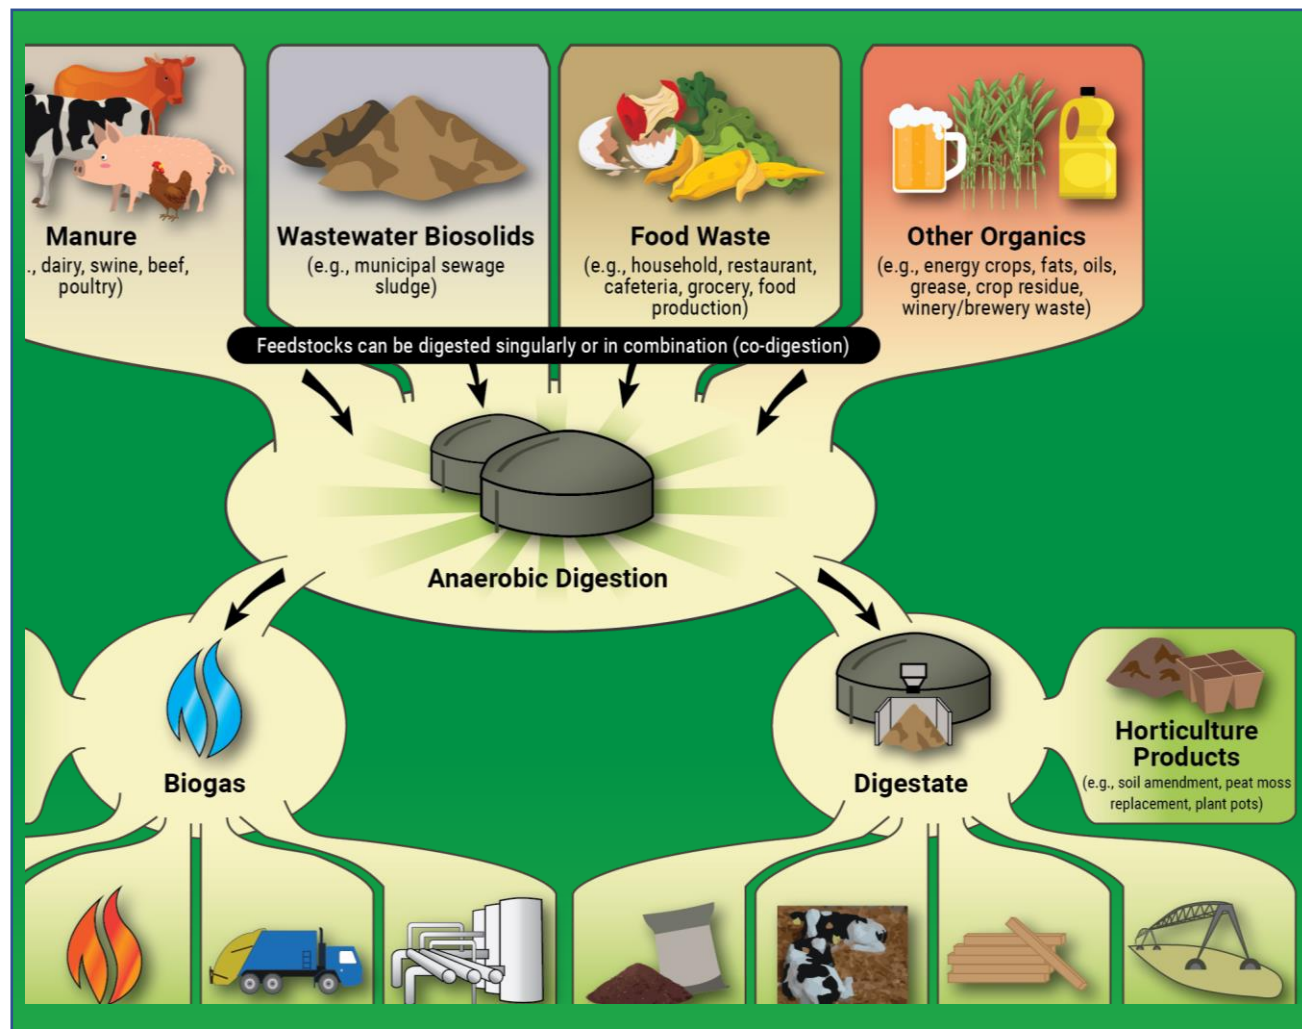 Manure
., dairy, swine, beef,
poultry)
Wastewater Biosolids
(e.g., municipal sewage
sludge)
Food Waste
(e.g., household, restaurant,
cafeteria, grocery, food
production)
Other Organics
(e.g., energy crops, fats, oils,
grease, crop residue,
winery/brewery waste)
Feedstocks can be digested singularly or in combination (co-digestion)
Anaerobic Digestion
Biogas
Digestate
Horticulture
Products
(e.g., soil amendment, peat moss
replacement, plant pots)